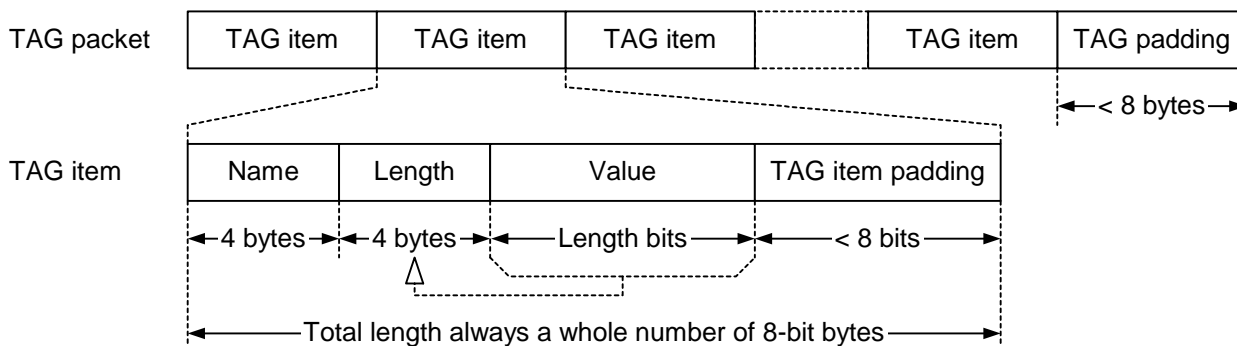 TAG packet TAG item TAG item TAG item TAG item TAG padding
< 8 bytes
TAG item Name Length Value TAG item padding
4 bytes 4 bytes Length bits < 8 bits
Total length always a whole number of 8-bit bytes